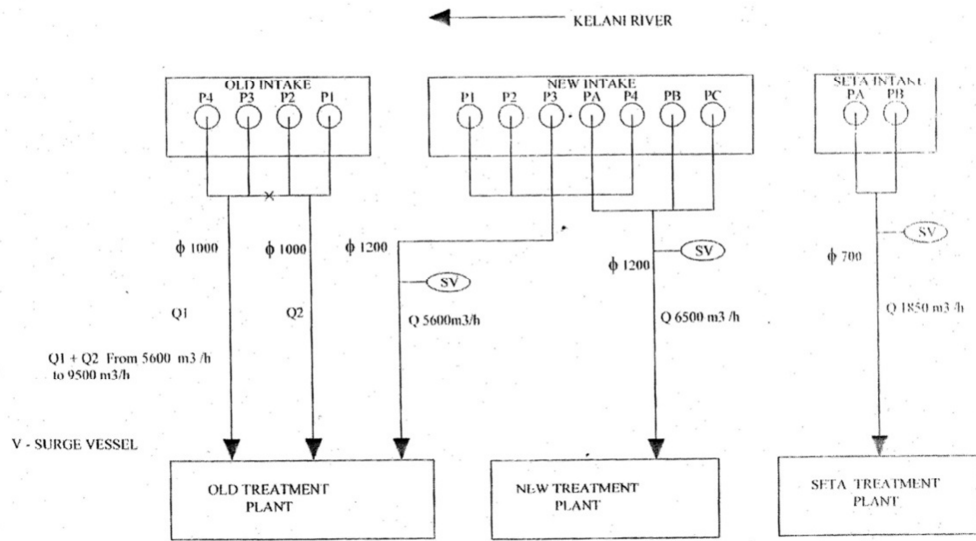 KELANI RIVER
OLD INTAKE
P4 P3 P2 P1
NEW INTAKE
P1 P2 P3 PA P4 PB PC
SETA INTAKE
PA PB
ϕ 1000
ϕ 1000
ϕ 1200
SV
ϕ 1200
SV
ϕ 700
SV
Q1
Q2
Q 5600m3/h
Q 6500 m3 /h
Q 1850 m3 /h
Q1 + Q2 From 5600 m3 /h
to 9500 m3/h
V - SURGE VESSEL
OLD TREATMENT
PLANT
NEW TREATMENT
PLANT
SETA TREATMENT
PLANT